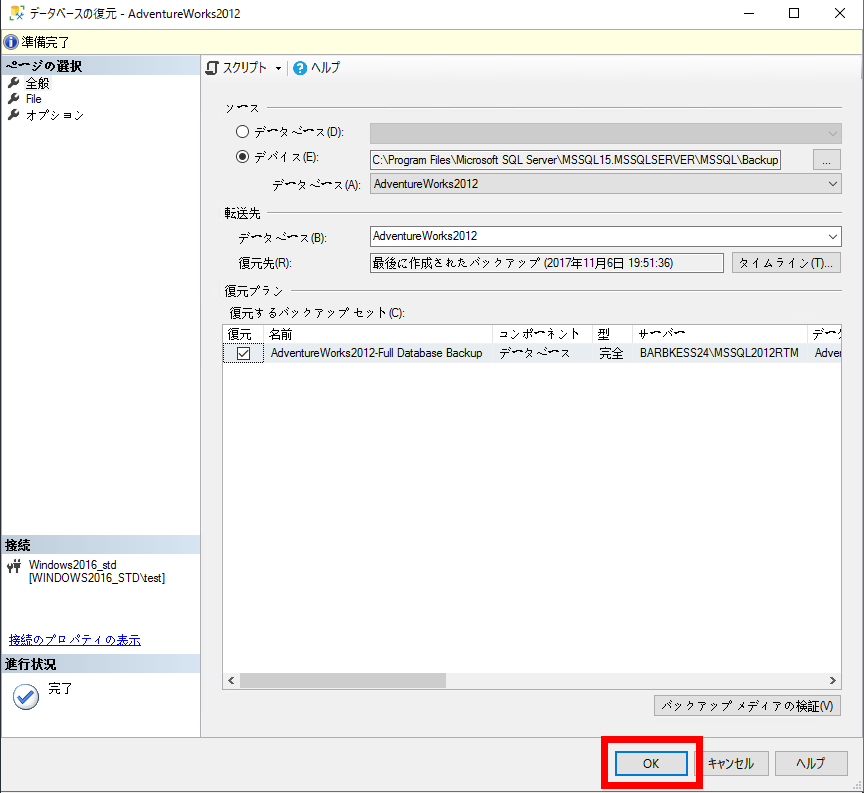 データベースの復元 - AdventureWorks2012
準備完了
ページの選択
全般
File
オプション
スクリプト ヘルプ
ソース
データベース(D):
デバイス(E): C:\Program Files\Microsoft SQL Server\MSSQL15.MSSQLSERVER\MSSQL\Backup ...
データベース(A): AdventureWorks2012
転送先
データベース(B): AdventureWorks2012
復元先(R): 最後に作成されたバックアップ (2017年11月6日 19:51:36) タイムライン(T)...
復元プラン
復元するバックアップ セット(C):
復元 名前 コンポーネント 型 サーバー データ
AdventureWorks2012-Full Database Backup データベース 完全 BARBKESS24\MSSQL2012RTM Adve
接続
Windows2016_std
[WINDOWS2016_STD\test]
接続のプロパティの表示
進行状況
完了
バックアップ メディアの検証(V)
OK キャンセル ヘルプ